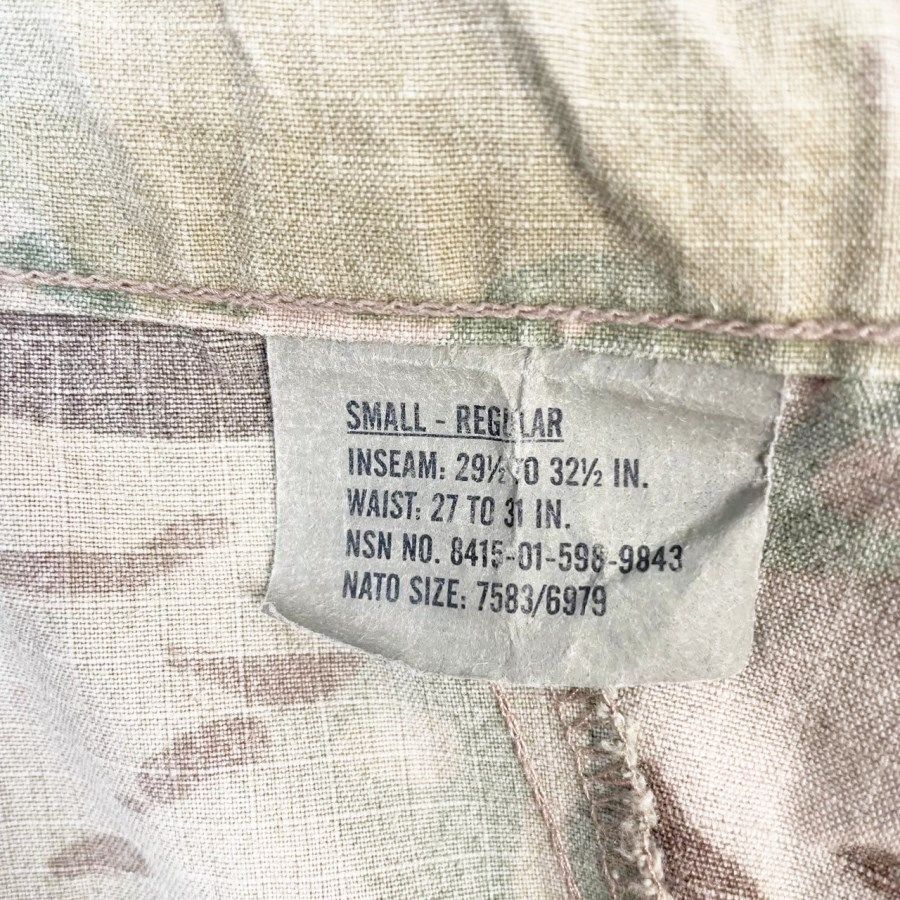 SMALL - REGULAR
INSEAM: 29½ TO 32½ IN.
WAIST: 27 TO 31 IN.
NSN NO. 8415-01-598-9843
NATO SIZE: 7583/6979